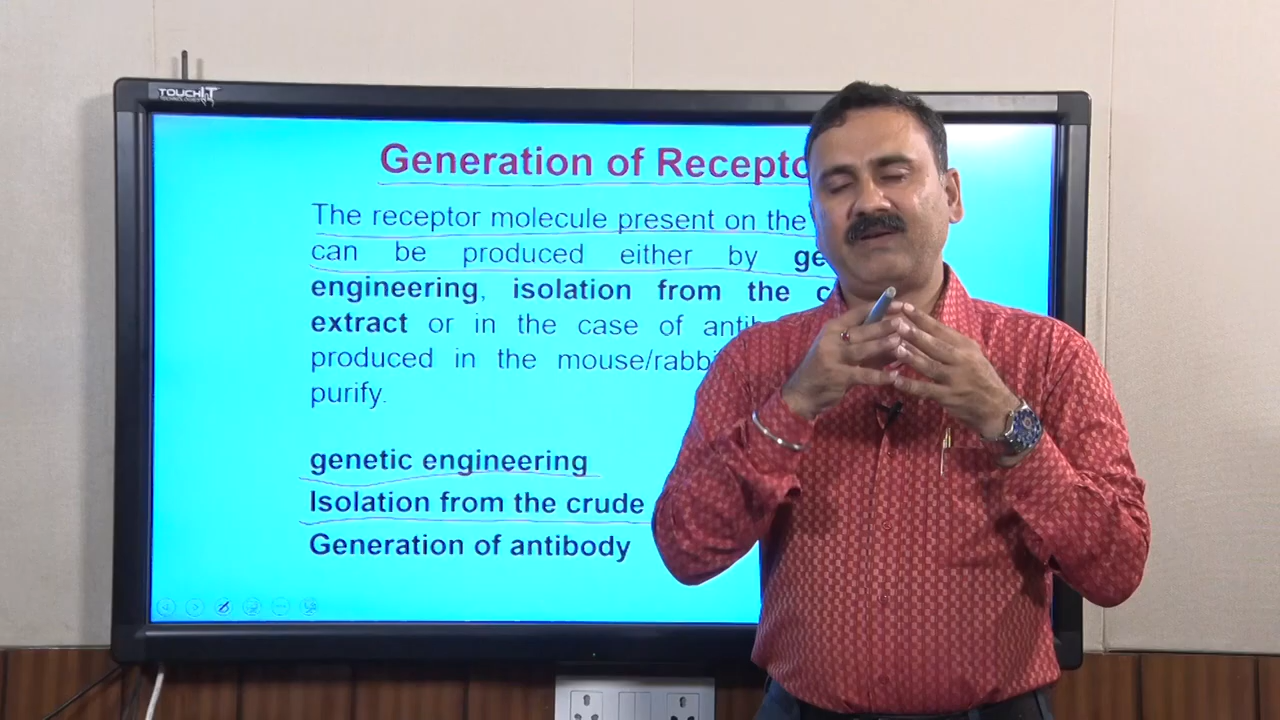 TOUCHIT
TECHNOLOGIES
Generation of Recepto
The receptor molecule present on the
can be produced either by ge
engineering, isolation from the c
extract or in the case of antib
produced in the mouse/rabbi
purify.
genetic engineering
Isolation from the crude
Generation of antibody